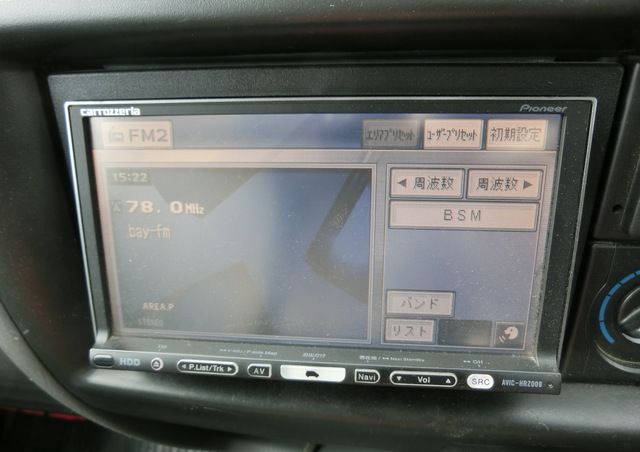 carrozzeria
Pioneer
FM2
エリアプリセット
ユーザープリセット
初期設定
15:22
78.0MHz
bay-fm
AREA.P
STEREO
◀ 周波数
周波数 ▶
BSM
バンド
リスト
HDD
◀ P.List/Trk ▶
AV
Navi
▼ Vol ▲
SRC
AVIC-HRZ009